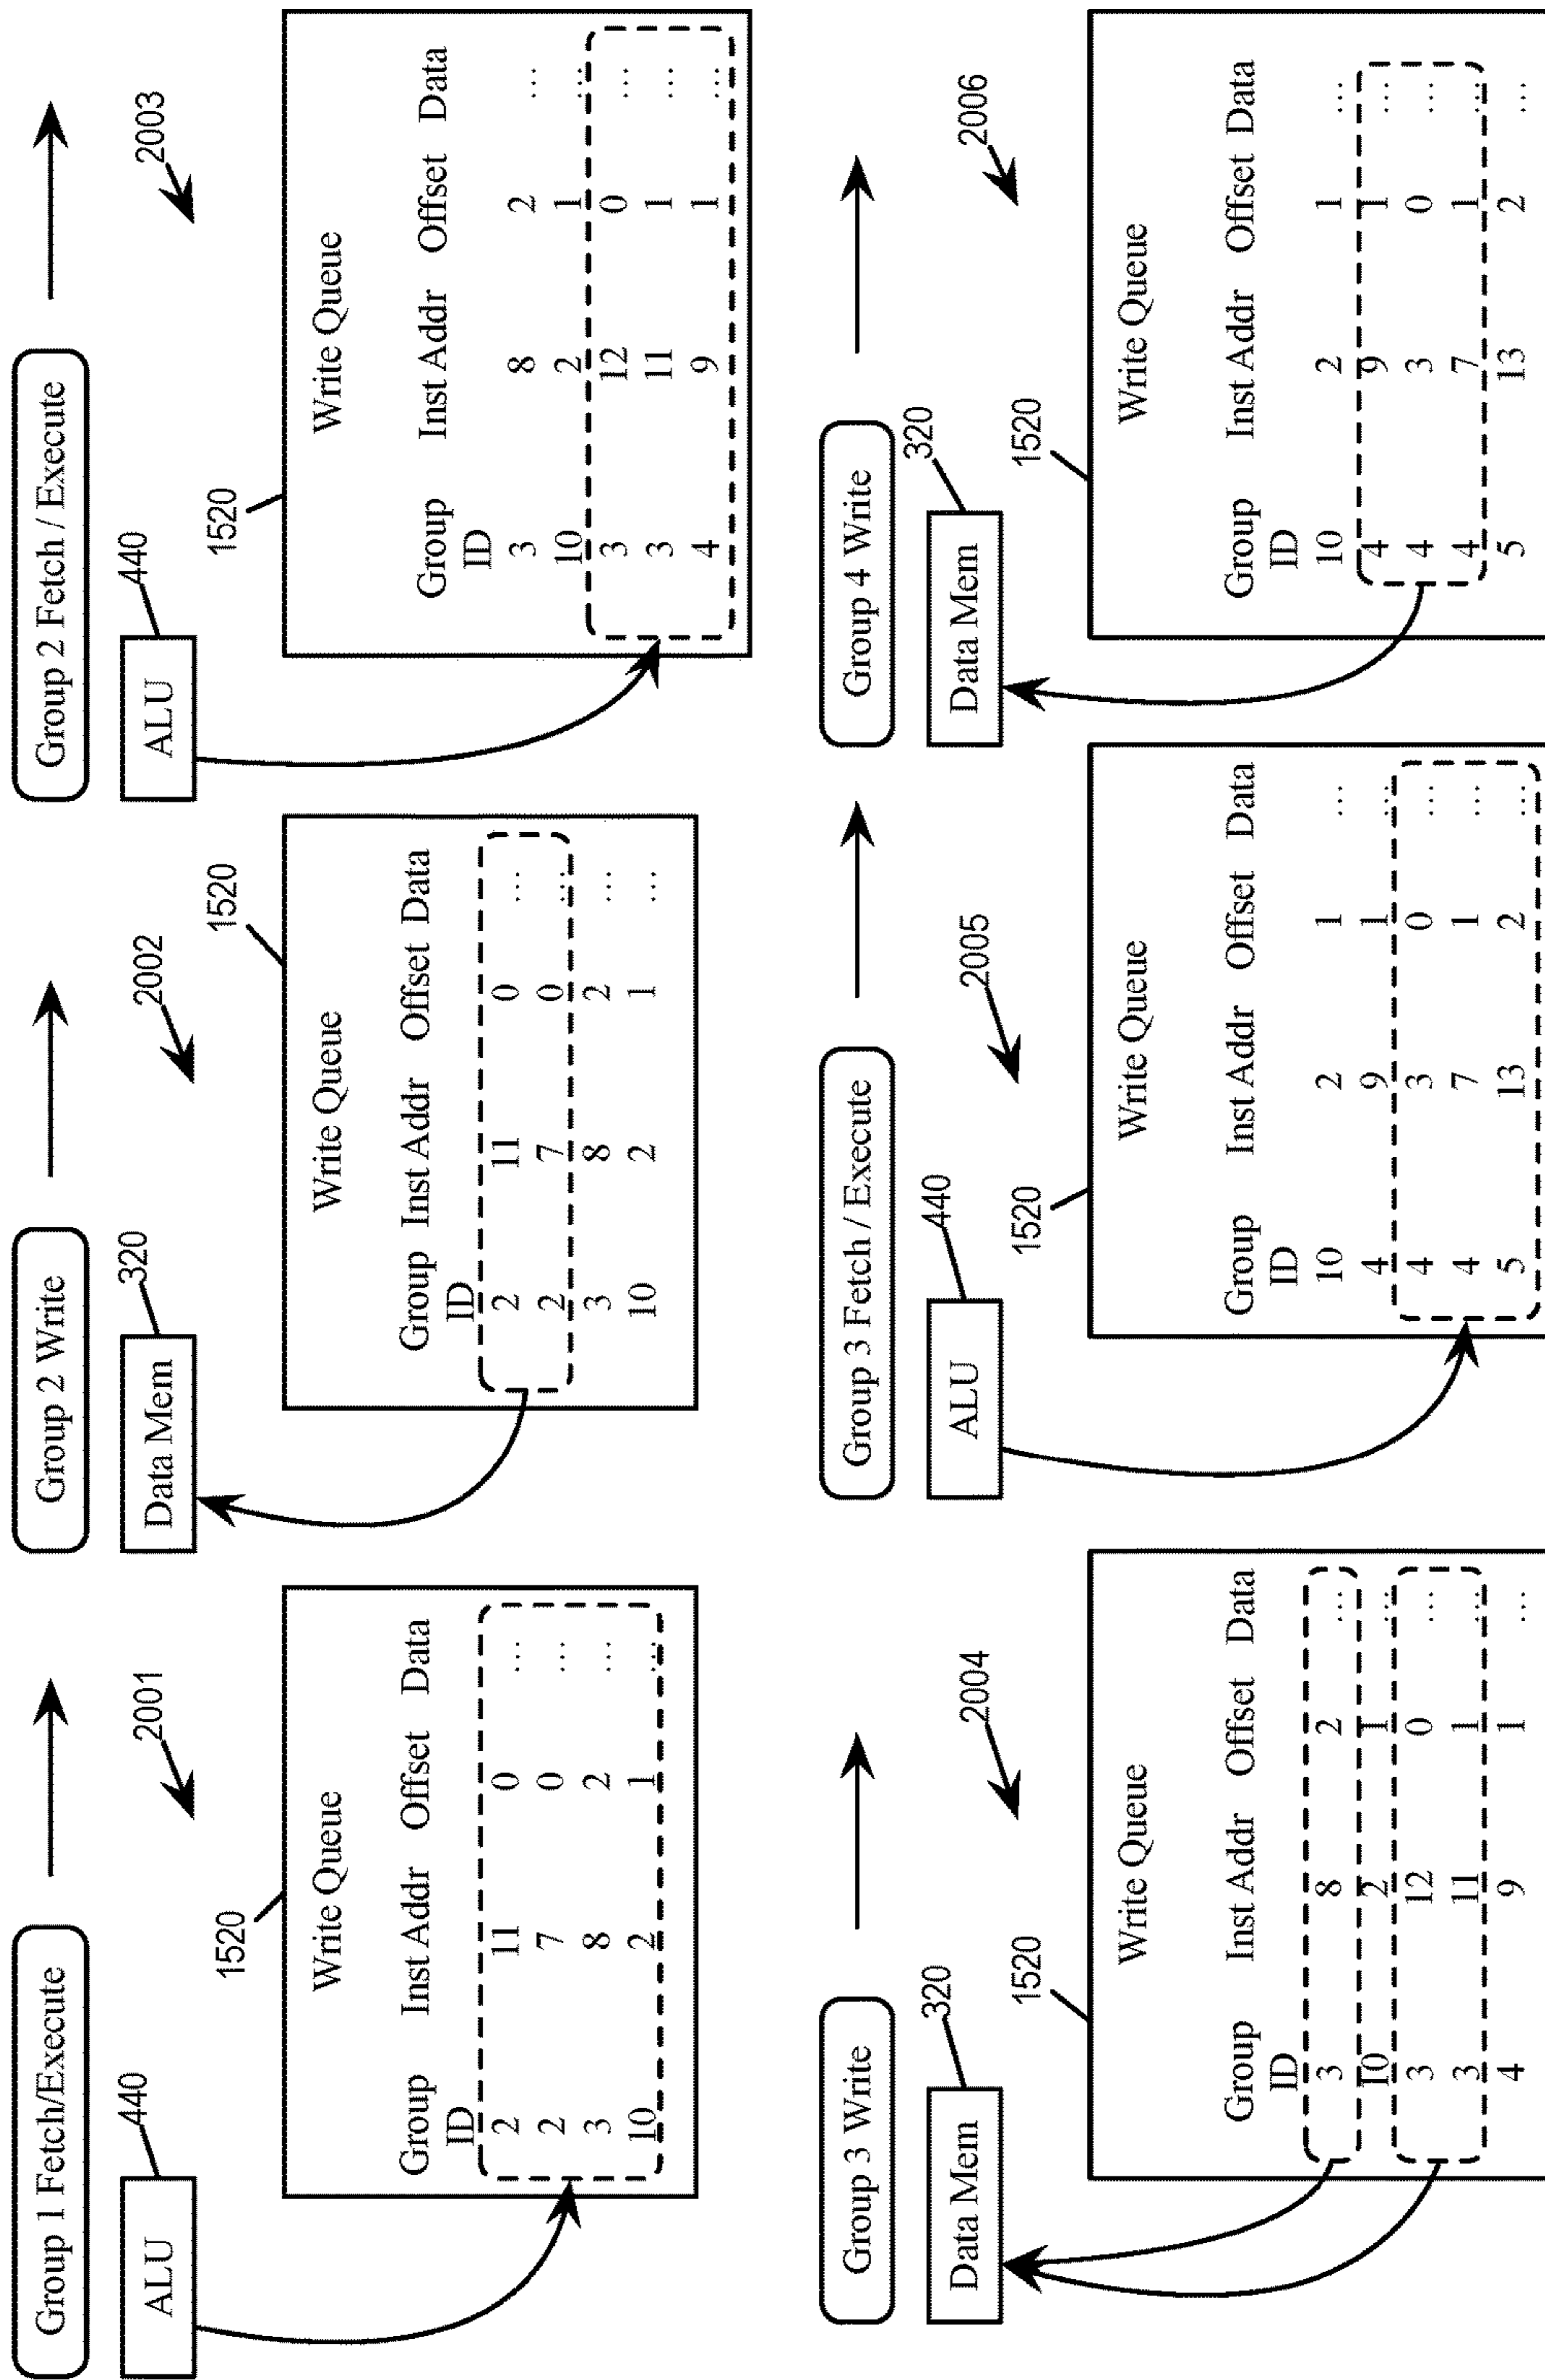 Group 1 Fetch/Execute
440
ALU
2001
1520
Write Queue
Group ID Inst Addr Offset Data
2 11 0 ...
2 7 0 ...
3 8 2 ...
10 2 1 ...
Group 2 Write
320
Data Mem
2002
1520
Write Queue
Group ID Inst Addr Offset Data
2 11 0 ...
2 7 0 ...
3 8 2 ...
10 2 1 ...
Group 2 Fetch / Execute
440
ALU
2003
1520
Write Queue
Group ID Inst Addr Offset Data
3 8 2 ...
10 2 1 ...
3 12 0 ...
3 11 1 ...
4 9 1 ...
Group 3 Write
320
Data Mem
2004
1520
Write Queue
Group ID Inst Addr Offset Data
3 8 2 ...
10 2 1 ...
3 12 0 ...
3 11 1 ...
4 9 1 ...
Group 3 Fetch / Execute
440
ALU
2005
1520
Write Queue
Group ID Inst Addr Offset Data
10 2 1 ...
4 9 1 ...
4 3 0 ...
4 7 1 ...
5 13 2 ...
Group 4 Write
320
Data Mem
2006
1520
Write Queue
Group ID Inst Addr Offset Data
10 2 1 ...
4 9 1 ...
4 3 0 ...
4 7 1 ...
5 13 2 ...